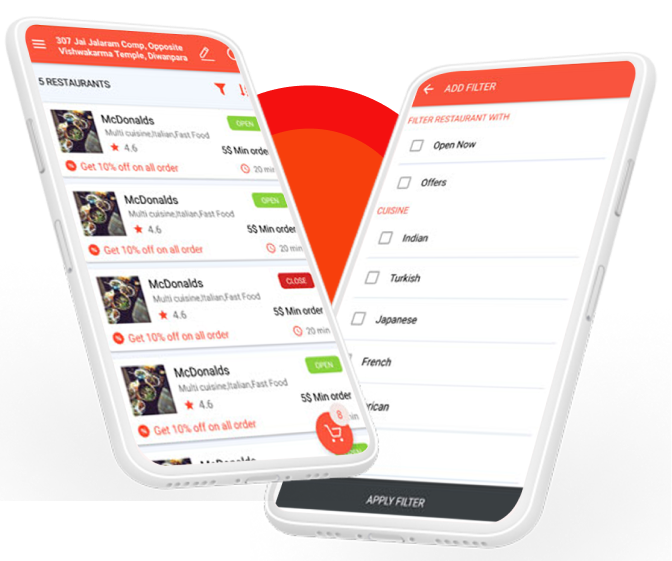 307 Jai Jalaram Comp, Opposite
Vishwakarma Temple, Diwanpara
5 RESTAURANTS
McDonalds
OPEN
Multi cuisine,Italian,Fast Food
4.6
5$ Min orde
Get 10% off on all order
20 min
McDonalds
OPEN
Multi cuisine,Italian,Fast Food
4.6
5$ Min order
Get 10% off on all order
20 min
McDonalds
CLOSE
Multi cuisine,Italian,Fast Food
4.6
5$ Min order
Get 10% off on all order
20 min
McDonalds
OPEN
Multi cuisine,Italian,Fast Food
4.6
5$ Min order
Get 10% off on all order
8
ADD FILTER
FILTER RESTAURANT WITH
Open Now
Offers
CUISINE
Indian
Turkish
Japanese
French
rican
APPLY FILTER